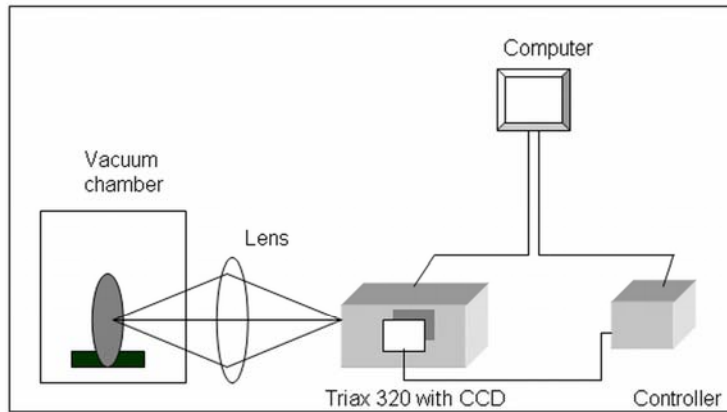 Computer
Vacuum
chamber
Lens
Triax 320 with CCD
Controller